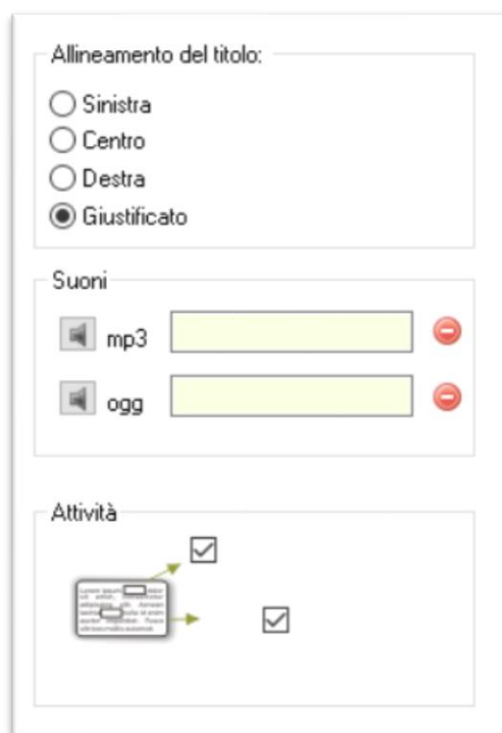 Allineamento del titolo:
Sinistra
Centro
Destra
Giustificato
Suoni
mp3
ogg
Attività